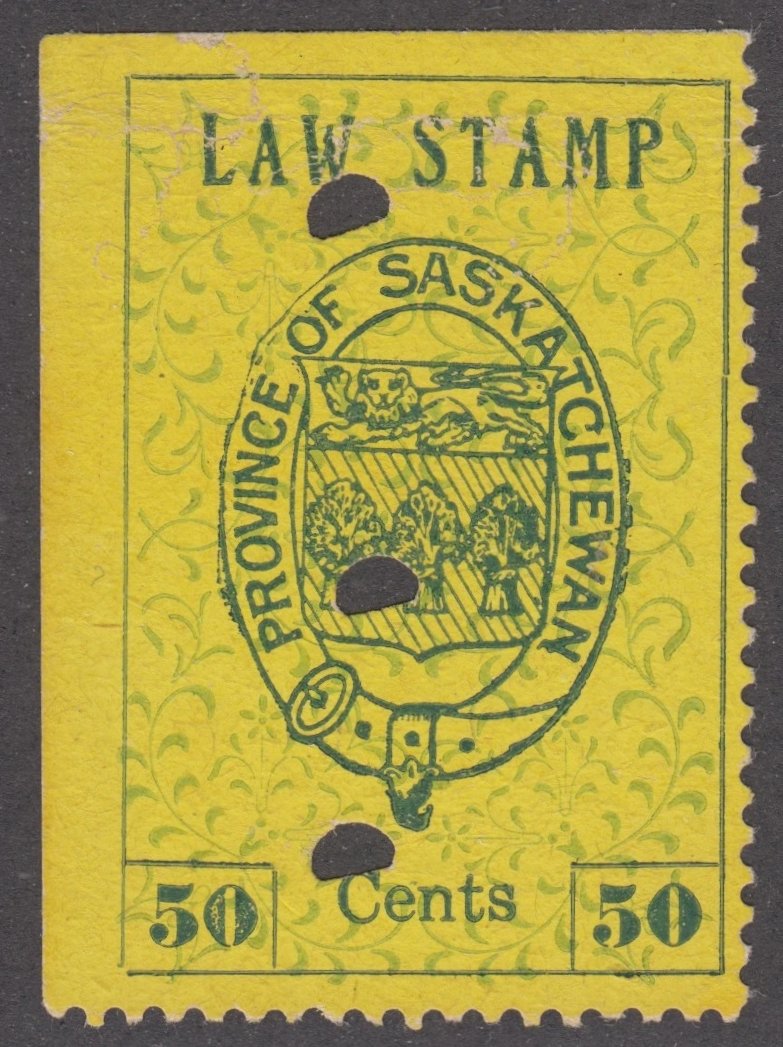 LAW STAMP
PROVINCE OF SASKATCHEWAN
Cents
50
50